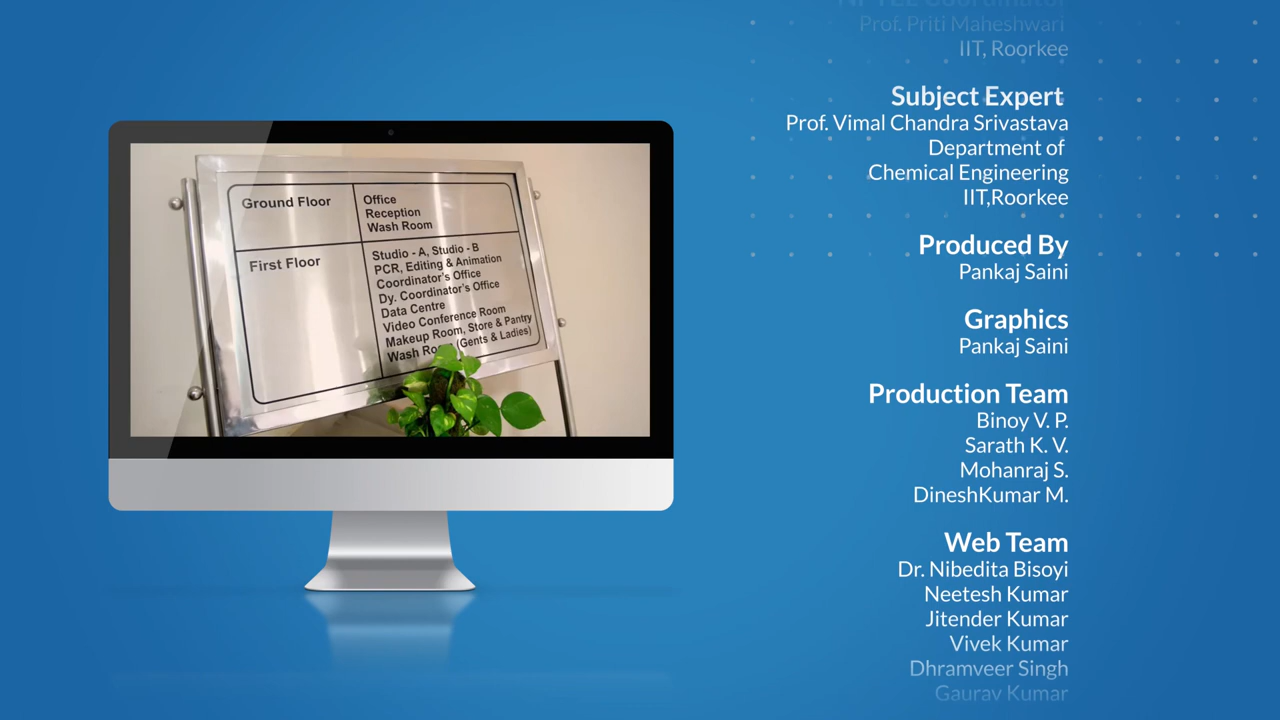 Ground Floor
Office
Reception
Wash Room
First Floor
Studio - A, Studio - B
PCR, Editing & Animation
Coordinator's Office
Dy. Coordinator's Office
Data Centre
Video Conference Room
Makeup Room, Store & Pantry
Wash Room (Gents & Ladies)
Prof. Priti Maheshwari
IIT, Roorkee
Subject Expert
Prof. Vimal Chandra Srivastava
Department of
Chemical Engineering
IIT,Roorkee
Produced By
Pankaj Saini
Graphics
Pankaj Saini
Production Team
Binoy V. P.
Sarath K. V.
Mohanraj S.
DineshKumar M.
Web Team
Dr. Nibedita Bisoyi
Neetesh Kumar
Jitender Kumar
Vivek Kumar
Dhramveer Singh
Gaurav Kumar